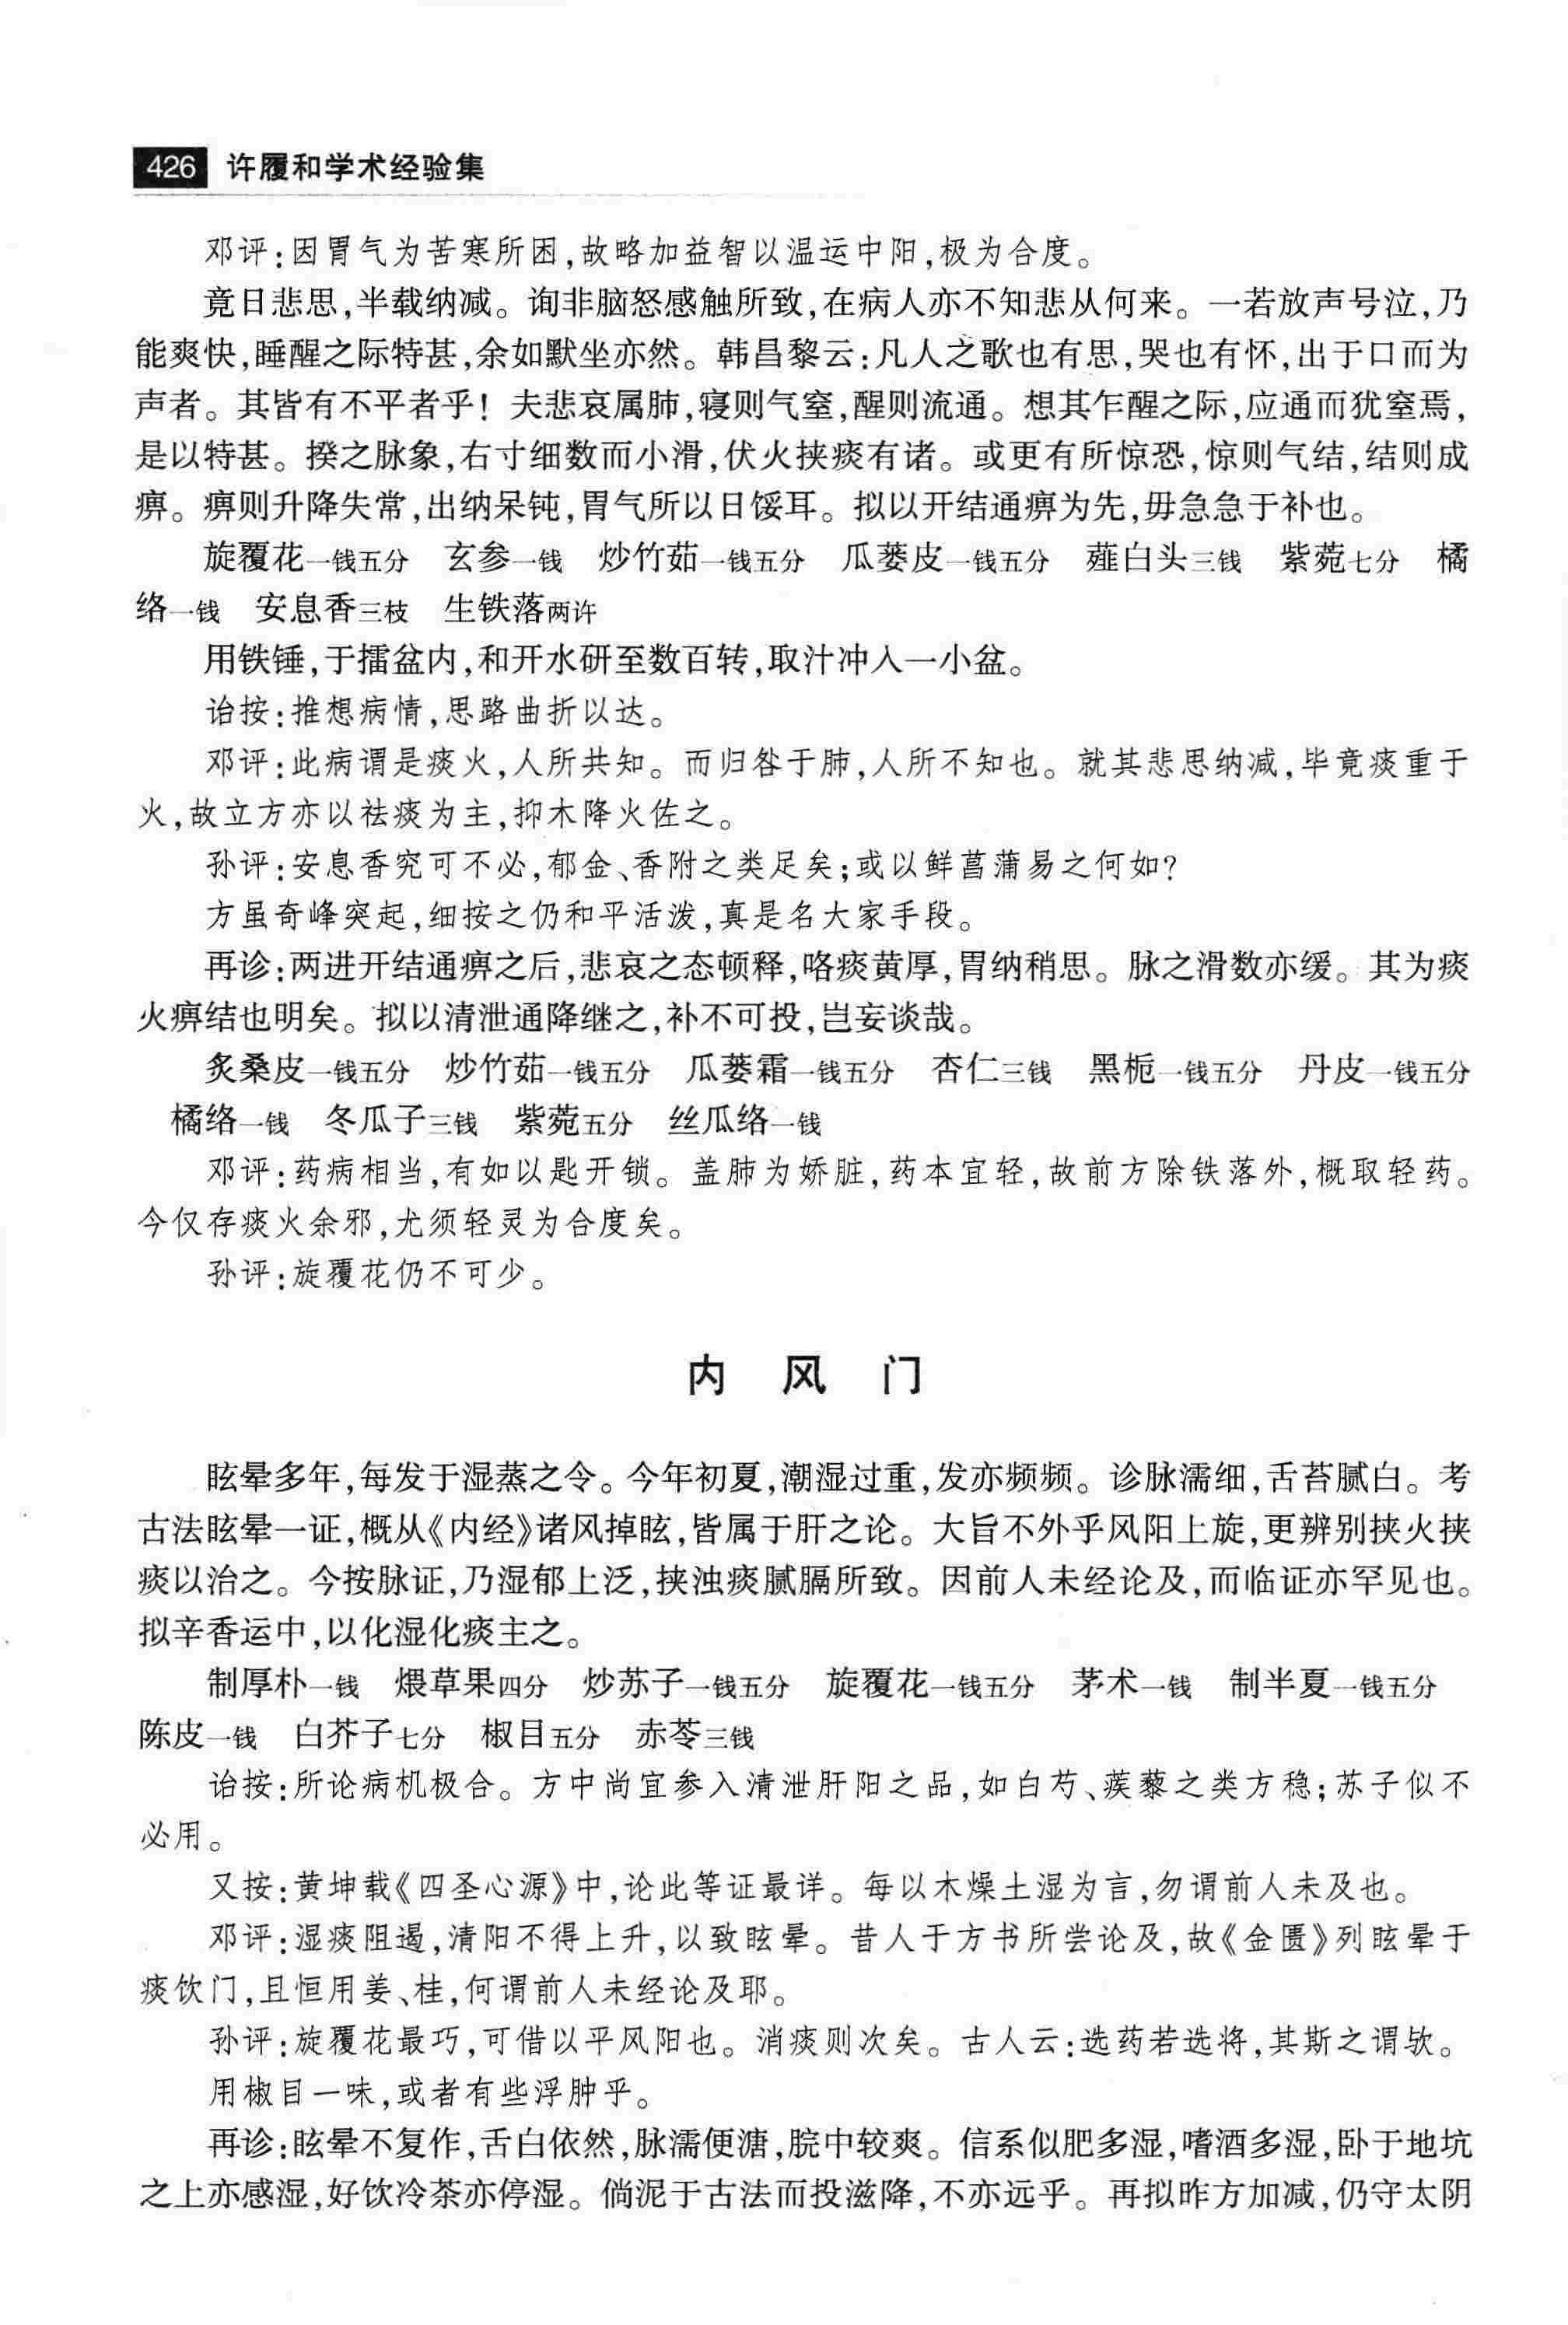 426 许履和学术经验集
邓评:因胃气为苦寒所困,故略加益智以温运中阳,极为合度。
竟日悲思,半载纳减。询非脑怒感触所致,在病人亦不知悲从何来。一若放声号泣,乃
能爽快,睡醒之际特甚,余如默坐亦然。韩昌黎云:凡人之歌也有思,哭也有怀,出于口而为
声者。其皆有不平者乎!夫悲哀属肺,寝则气窒,醒则流通。想其乍醒之际,应通而犹窒焉,
是以特甚。揆之脉象,右寸细数而小滑,伏火挟痰有诸。或更有所惊恐,惊则气结,结则成
痹。痹则升降失常,出纳呆钝,胃气所以日馁耳。拟以开结通痹为先,毋急急于补也。
旋覆花一钱五分 玄参一钱 炒竹茹一钱五分 瓜蒌皮一钱五分 薤白头三钱 紫菀七分 橘
络一钱 安息香三枝 生铁落两许
用铁锤,于擂盆内,和开水研至数百转,取汁冲入一小盆。
诒按:推想病情,思路曲折以达。
邓评:此病谓是痰火,人所共知。而归咎于肺,人所不知也。就其悲思纳减,毕竟痰重于
火,故立方亦以祛痰为主,抑木降火佐之。
孙评:安息香究可不必,郁金、香附之类足矣;或以鲜菖蒲易之何如?
方虽奇峰突起,细按之仍和平活泼,真是名大家手段。
再诊:两进开结通痹之后,悲哀之态顿释,咯痰黄厚,胃纳稍思。脉之滑数亦缓。其为痰
火痹结也明矣。拟以清泄通降继之,补不可投,岂妄谈哉。
炙桑皮一钱五分 炒竹茹一钱五分 瓜蒌霜一钱五分 杏仁三钱 黑栀一钱五分 丹皮一钱五分
橘络一钱 冬瓜子三钱 紫菀五分 丝瓜络一钱
邓评:药病相当,有如以匙开锁。盖肺为娇脏,药本宜轻,故前方除铁落外,概取轻药。
今仅存痰火余邪,尤须轻灵为合度矣。
孙评:旋覆花仍不可少。
内风门
眩晕多年,每发于湿蒸之令。今年初夏,潮湿过重,发亦频频。诊脉濡细,舌苔腻白。考
古法眩晕一证,概从《内经》诸风掉眩,皆属于肝之论。大旨不外乎风阳上旋,更辨别挟火挟
痰以治之。今按脉证,乃湿郁上泛,挟浊痰腻膈所致。因前人未经论及,而临证亦罕见也。
拟辛香运中,以化湿化痰主之。
制厚朴一钱 煨草果四分 炒苏子一钱五分 旋覆花一钱五分 茅术一钱 制半夏一钱五分
陈皮一钱 白芥子七分 椒目五分 赤苓三钱
诒按:所论病机极合。方中尚宜参入清泄肝阳之品,如白芍、蒺藜之类方稳;苏子似不
必用。
又按:黄坤载《四圣心源》中,论此等证最详。每以木燥土湿为言,勿谓前人未及也。
邓评:湿痰阻遏,清阳不得上升,以致眩晕。昔人于方书所尝论及,故《金匮》列眩晕于
痰饮门,且恒用姜、桂,何谓前人未经论及耶。
孙评:旋覆花最巧,可借以平风阳也。消痰则次矣。古人云:选药若选将,其斯之谓欤。
用椒目一味,或者有些浮肿乎。
再诊:眩晕不复作,舌白依然,脉濡便溏,脘中较爽。信系似肥多湿,嗜酒多湿,卧于地坑
之上亦感湿,好饮冷茶亦停湿。倘泥于古法而投滋降,不亦远乎。再拟昨方加减,仍守太阴